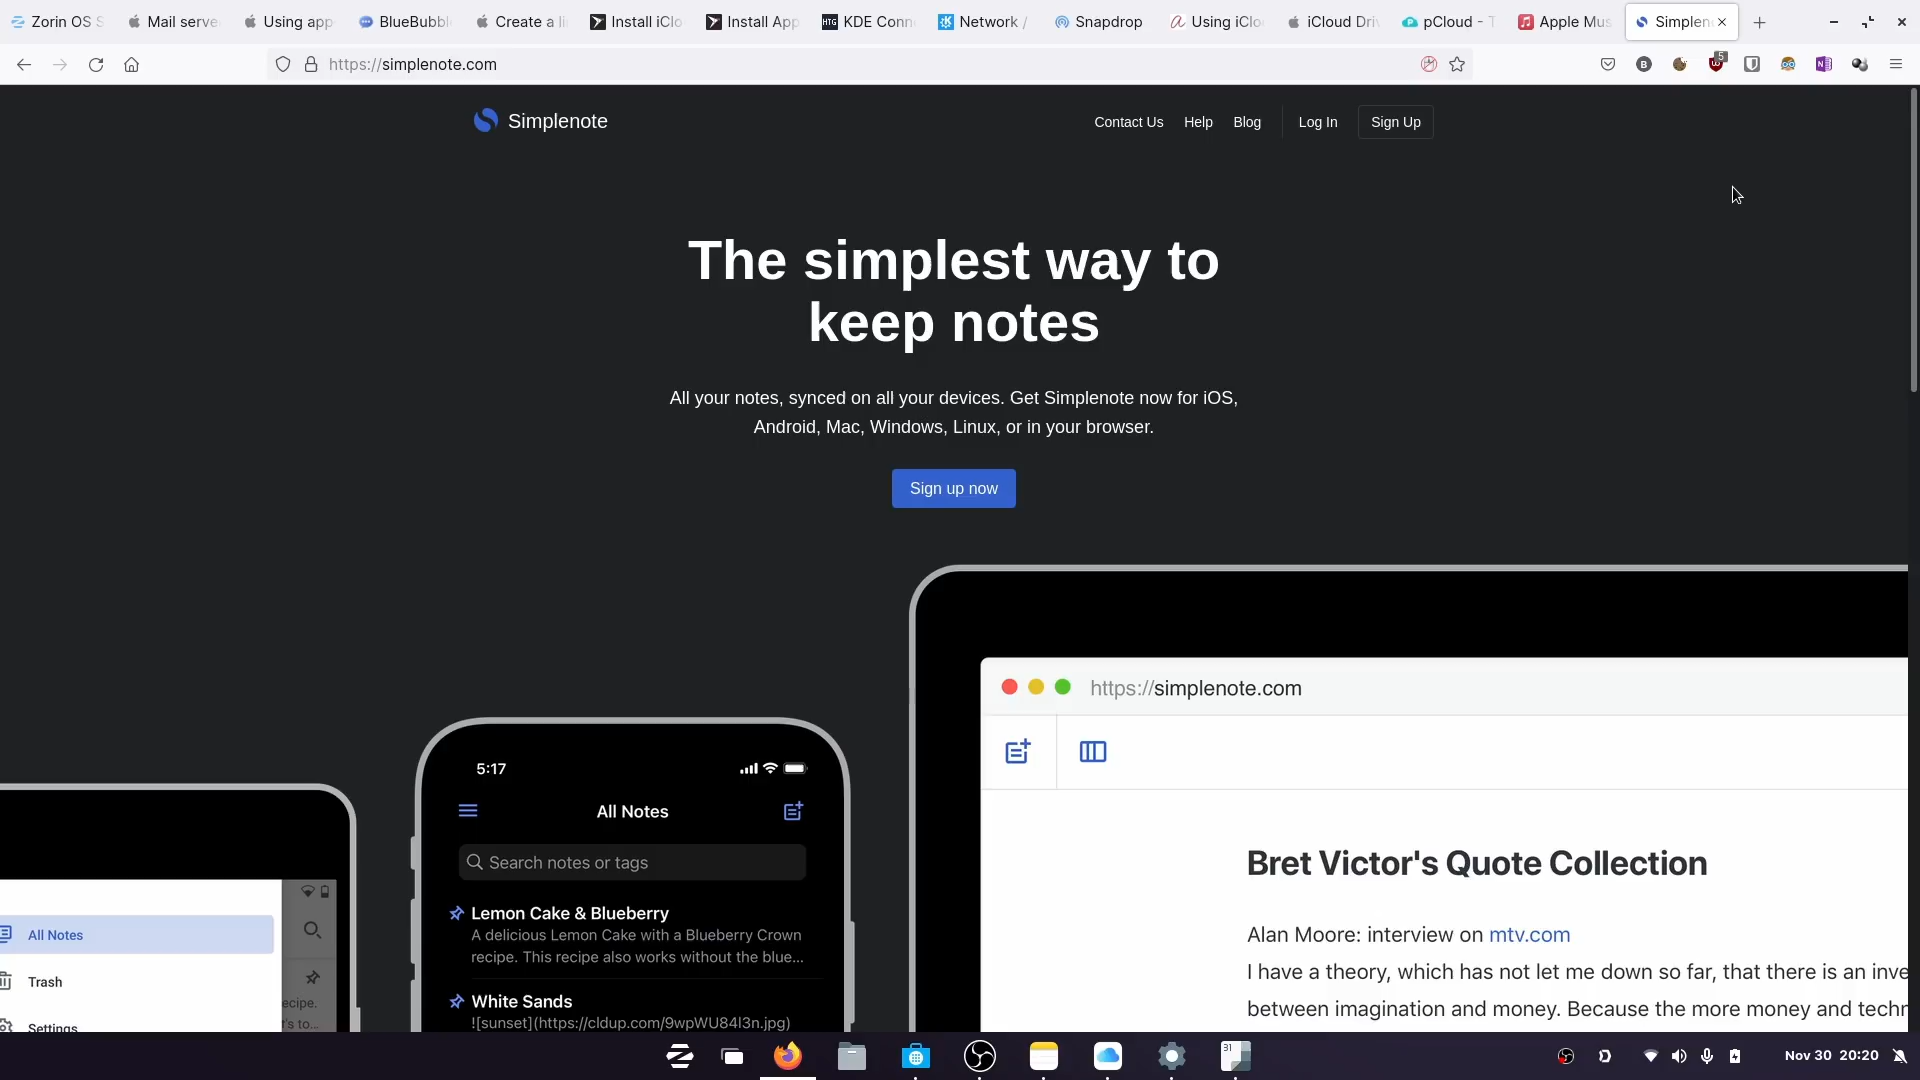 Zorin OS S
Mail serve
Using app
BlueBubbl
Create a li
Install iClo
Install App
KDE Conn
Network /
Snapdrop
Using iClo
iCloud Driv
pCloud - T
Apple Mus
Simplen
https://simplenote.com
5
Simplenote
Contact Us
Help
Blog
Log In
Sign Up
The simplest way to
keep notes
All your notes, synced on all your devices. Get Simplenote now for iOS,
Android, Mac, Windows, Linux, or in your browser.
Sign up now
https://simplenote.com
5:17
All Notes
Search notes or tags
Lemon Cake & Blueberry
A delicious Lemon Cake with a Blueberry Crown
recipe. This recipe also works without the blue...
White Sands
![sunset](https://cldup.com/9wpWU84l3n.jpg)
Bret Victor's Quote Collection
Alan Moore: interview on mtv.com
I have a theory, which has not let me down so far, that there is an inve
between imagination and money. Because the more money and techn
All Notes
Trash
ecipe.
t's to...
Settings
31
Nov 30 20:20